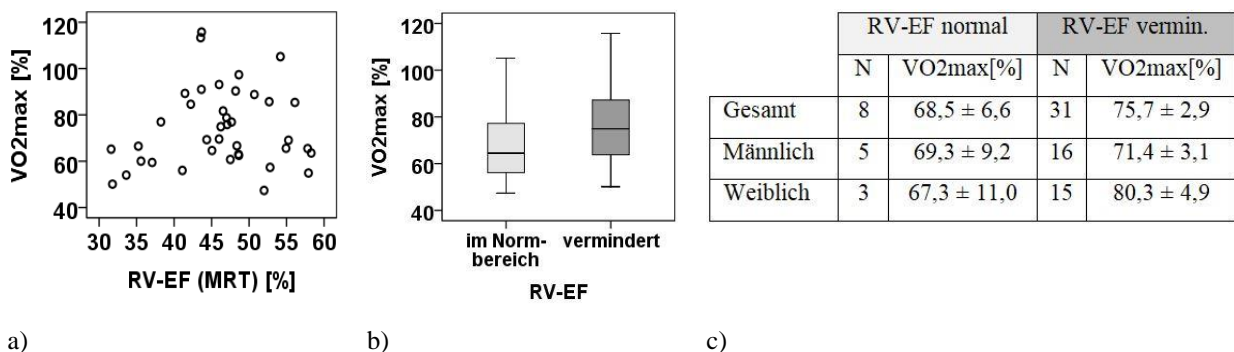 VO2max [%]
120
100
80
60
40
30 35 40 45 50 55 60
RV-EF (MRT) [%]
a)
VO2max [%]
120
100
80
60
40
im Norm-
bereich
vermindert
RV-EF
b)
RV-EF normal RV-EF vermin.
N VO2max[%] N VO2max[%]
Gesamt 8 68,5 ± 6,6 31 75,7 ± 2,9
Männlich 5 69,3 ± 9,2 16 71,4 ± 3,1
Weiblich 3 67,3 ± 11,0 15 80,3 ± 4,9
c)